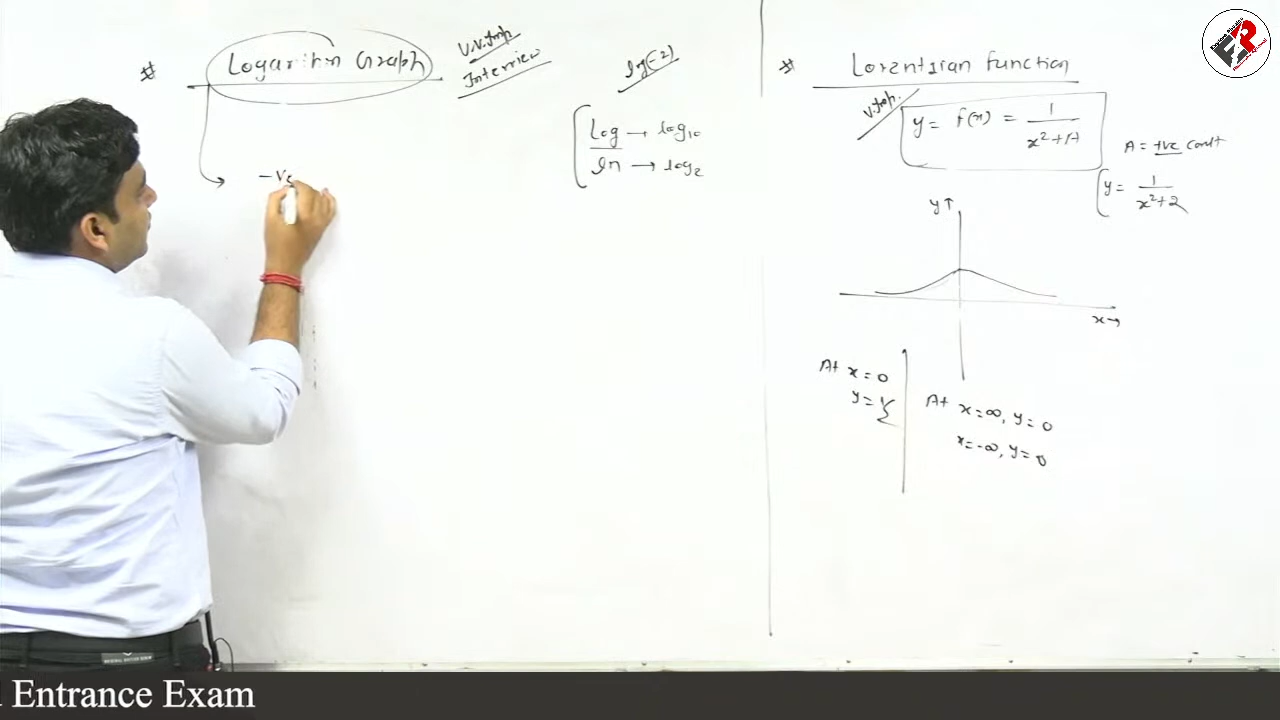 # Logarithm Graph V.V.Imp
Interview
log(-2)
Log → log10
ln → log2
-Ve
# Lorentzian function
V.Imp.
y = f(x) = 1/(x²+A)
A = +ve const
y = 1/(x²+2)
y↑
x→
At x=0
y=½
At x=∞, y=0
x=-∞, y=0
Entrance Exam